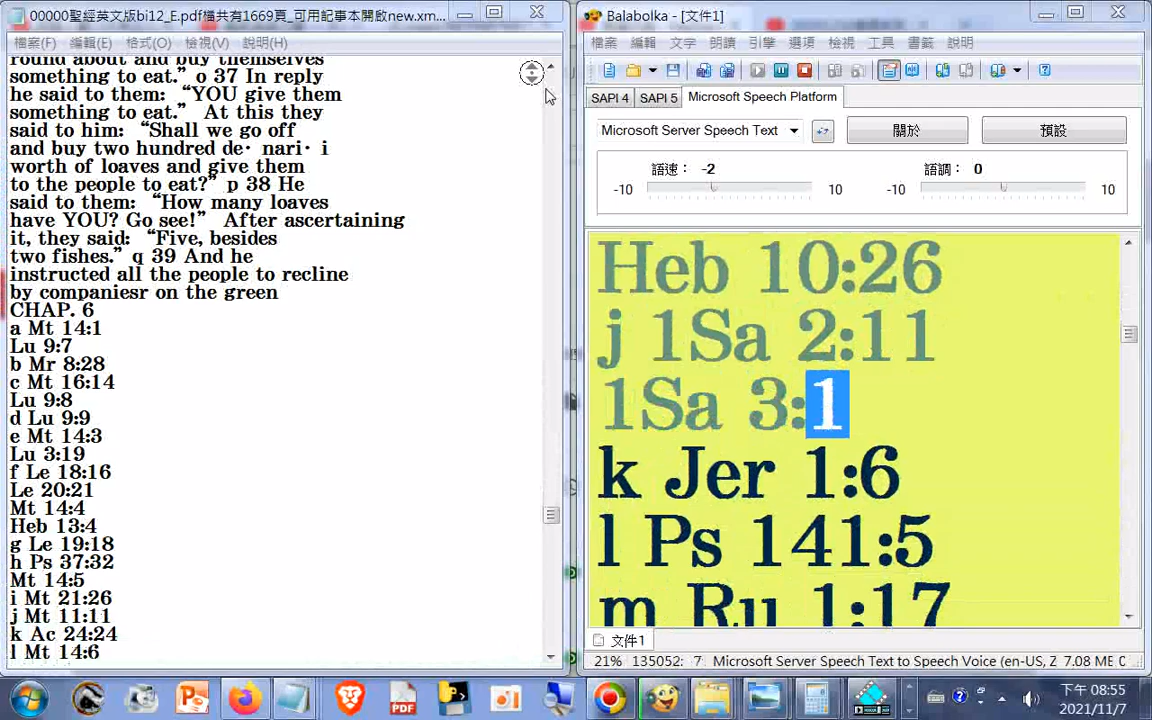 00000聖經英文版bi12_E.pdf檔共有1669頁_可用記事本開啟new.xm...
檔案(F) 編輯(E) 格式(O) 檢視(V) 說明(H)
round about and buy themselves
something to eat.” o 37 In reply
he said to them: “YOU give them
something to eat.” At this they
said to him: “Shall we go off
and buy two hundred de· nari· i
worth of loaves and give them
to the people to eat?” p 38 He
said to them: “How many loaves
have YOU? Go see!” After ascertaining
it, they said: “Five, besides
two fishes.” q 39 And he
instructed all the people to recline
by companiesr on the green
CHAP. 6
a Mt 14:1
Lu 9:7
b Mr 8:28
c Mt 16:14
Lu 9:8
d Lu 9:9
e Mt 14:3
Lu 3:19
f Le 18:16
Le 20:21
Mt 14:4
Heb 13:4
g Le 19:18
h Ps 37:32
Mt 14:5
i Mt 21:26
j Mt 11:11
k Ac 24:24
l Mt 14:6
Balabolka - [文件1]
檔案 編輯 文字 朗讀 引擎 選項 檢視 工具 書籤 說明
SAPI 4 SAPI 5 Microsoft Speech Platform
Microsoft Server Speech Text 關於 預設
語速: -2 語調: 0
-10 10 -10 10
Heb 10:26
j 1Sa 2:11
1Sa 3:1
k Jer 1:6
l Ps 141:5
m Ru 1:17
文件1
21% 135052: 7 Microsoft Server Speech Text to Speech Voice (en-US, Z 7.08 MB C
PDF
下午 08:55
2021/11/7